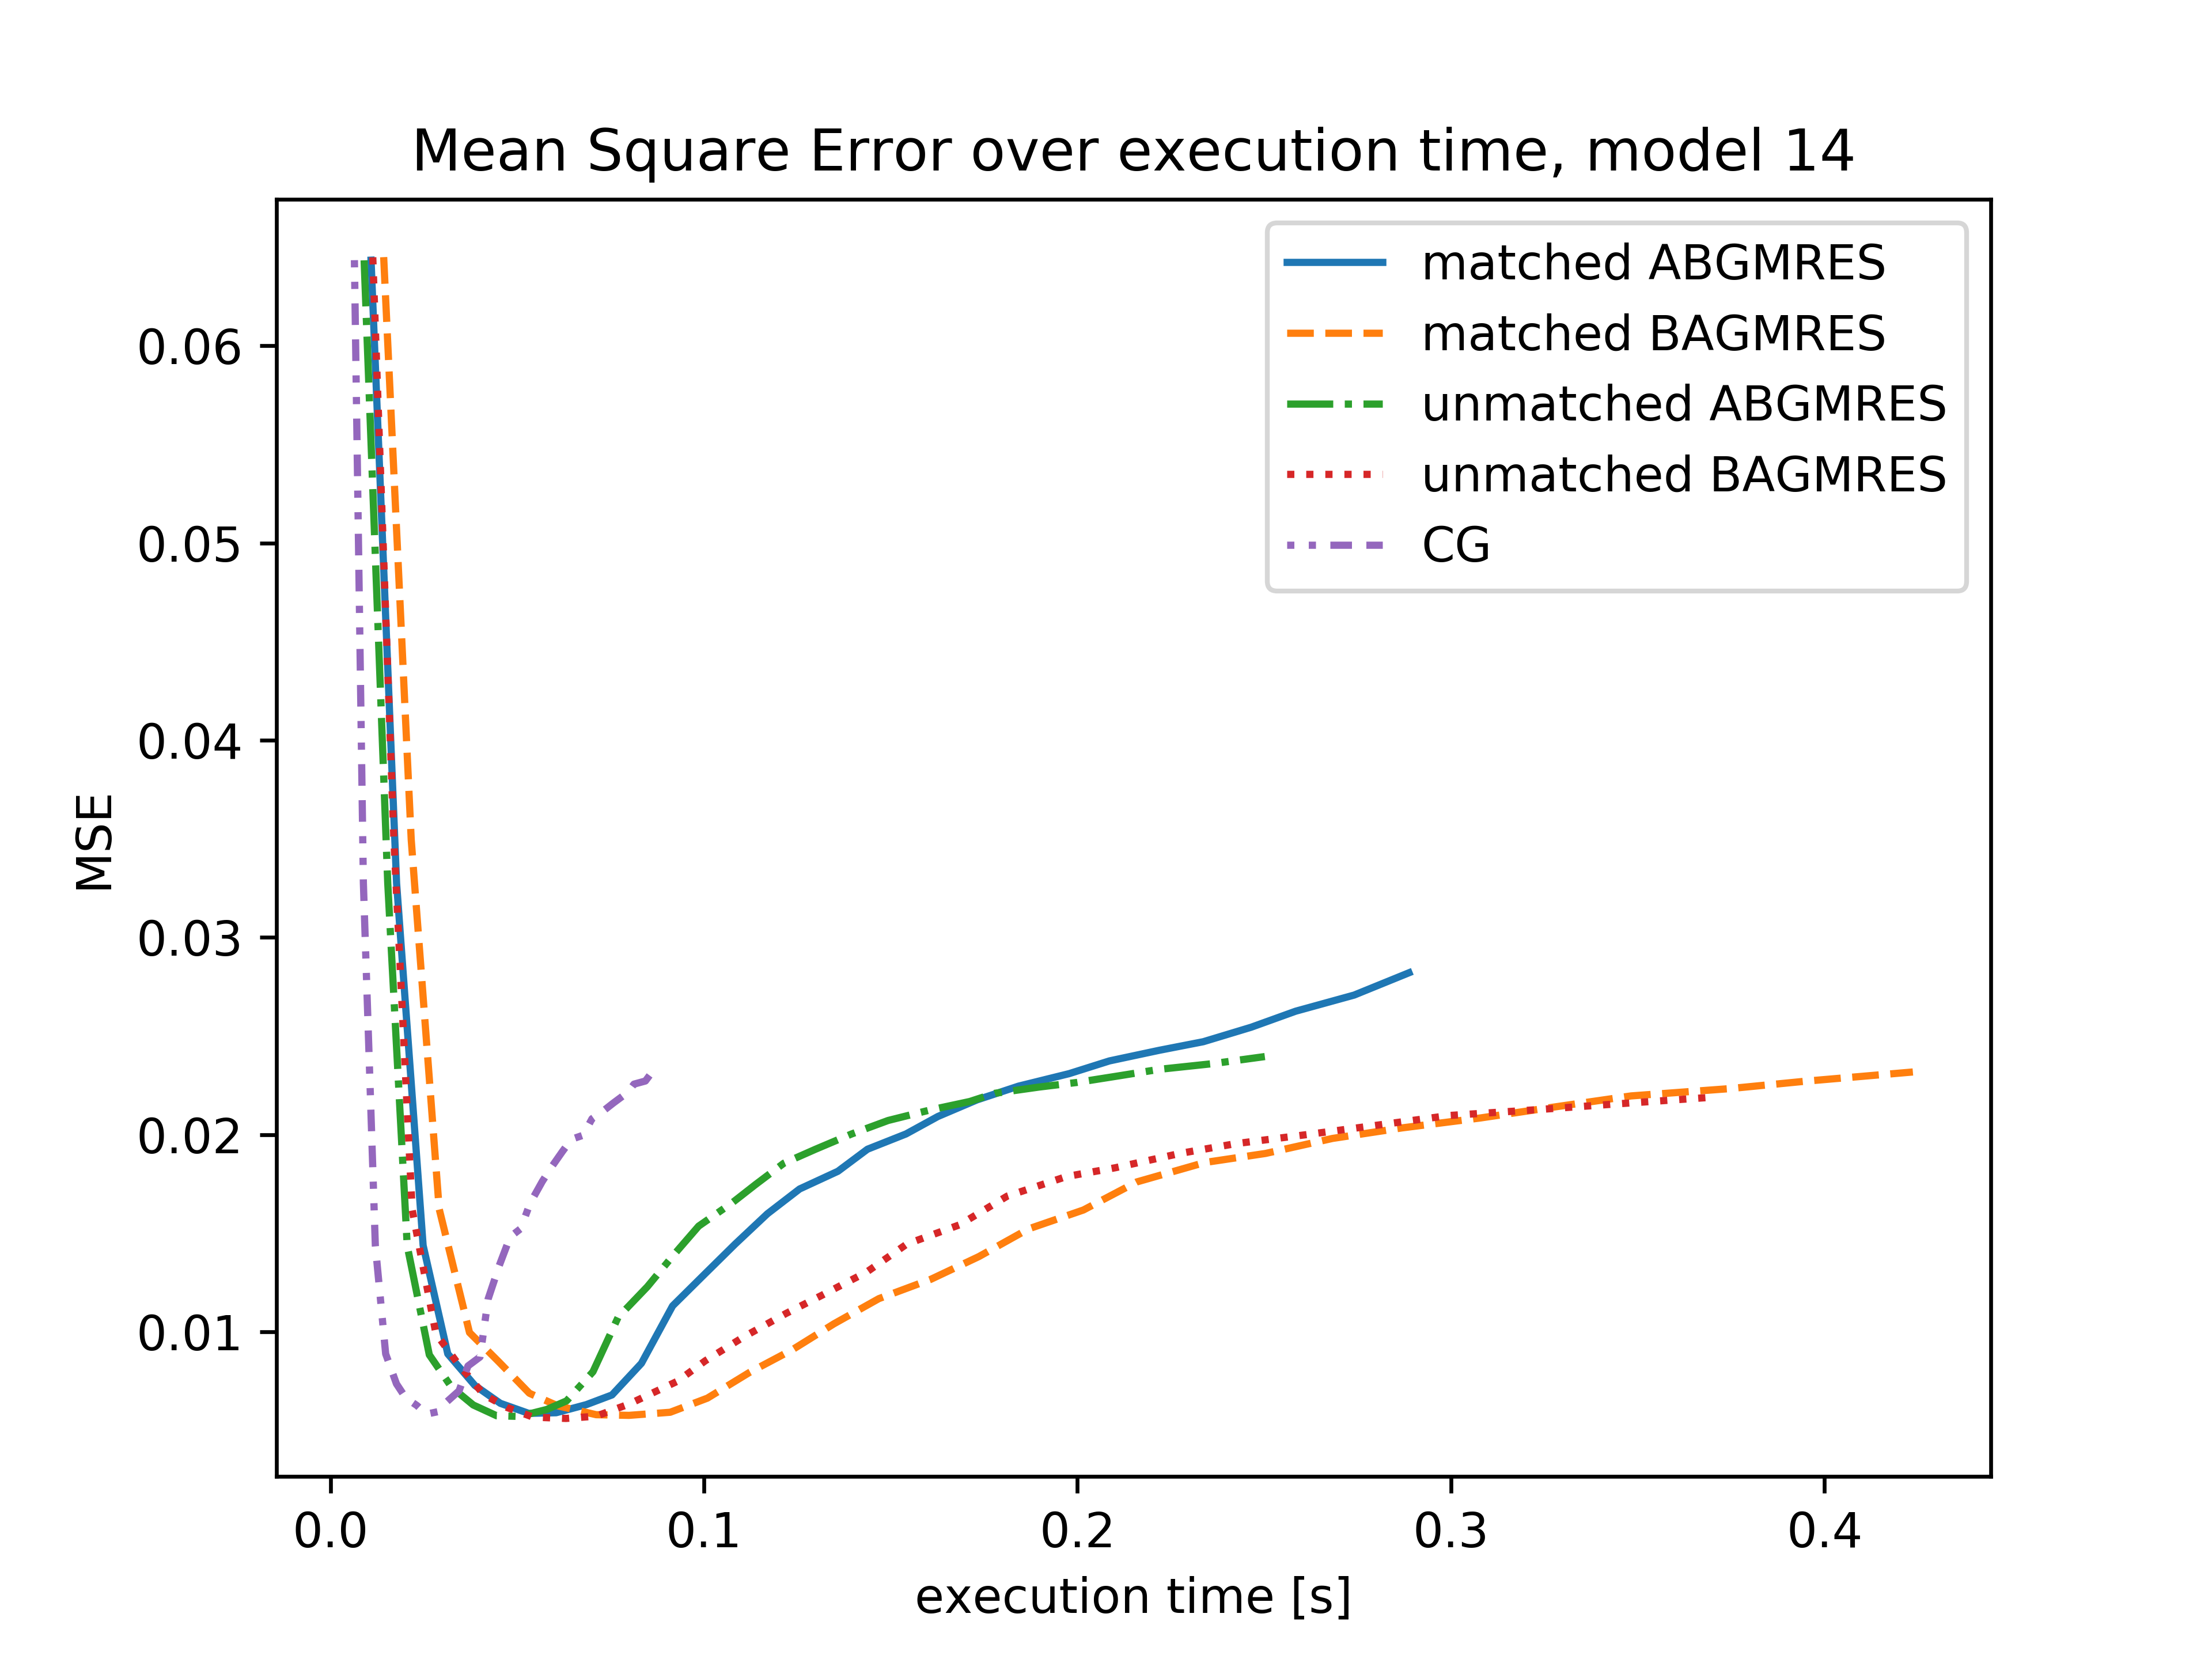 Mean Square Error over execution time, model 14
matched ABGMRES
matched BAGMRES
unmatched ABGMRES
unmatched BAGMRES
CG
MSE
0.06
0.05
0.04
0.03
0.02
0.01
0.0
0.1
0.2
0.3
0.4
execution time [s]